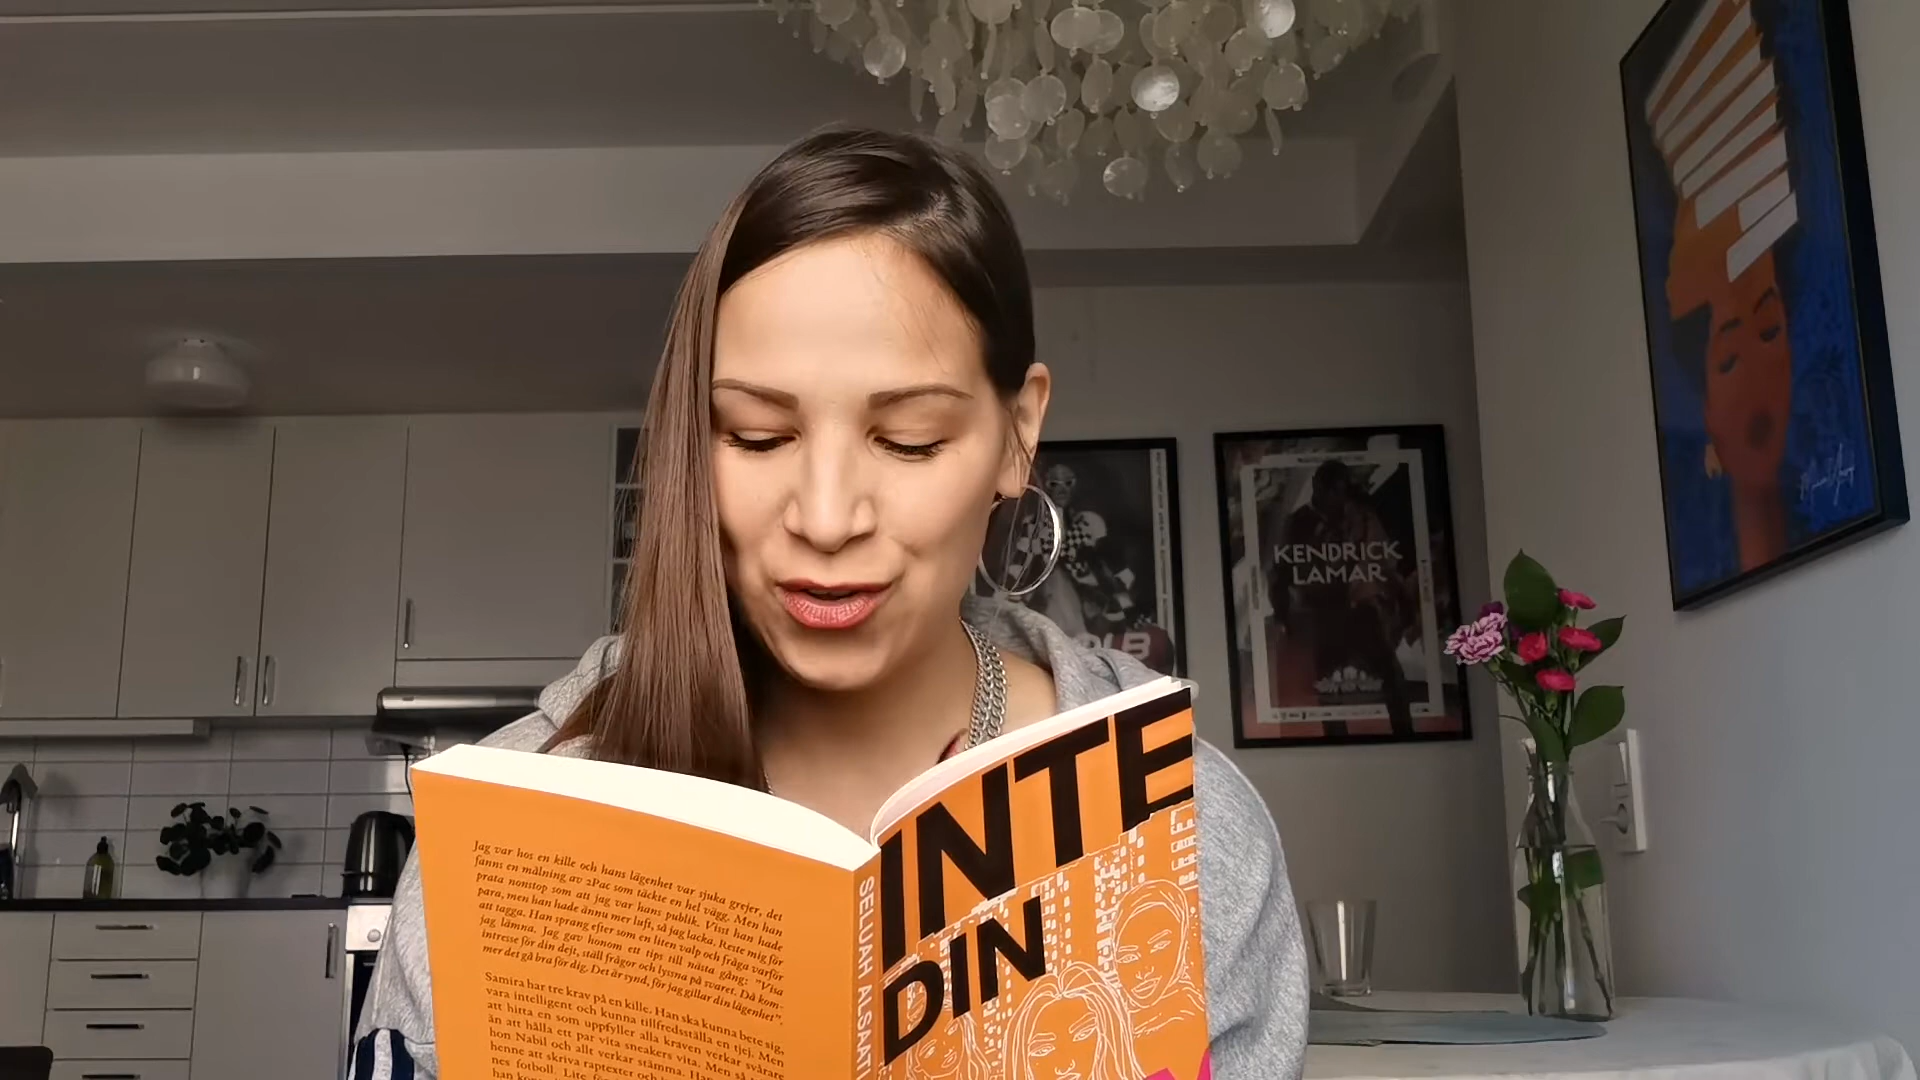 KENDRICK
LAMAR
INTE
DIN
SELUAH ALSAATI
Jag var hos en kille och hans lägenhet var sjuka grejer, det
fanns en målning av 2Pac som täckte en hel vägg. Men han
prata nonstop som att jag var hans publik. Visst han hade
para, men han hade ännu mer luft, så jag lacka. Reste mig för
att tagga. Han sprang efter som en liten valp och fråga varför
jag lämna. Jag gav honom ett tips till nästa gång: "Visa
intresse för din dejt, ställ frågor och lyssna på svaret. Då kom-
mer det gå bra för dig. Det är synd, för jag gillar din lägenhet".
Samira har tre krav på en kille. Han ska kunna bete sig,
vara intelligent och kunna tillfredsställa en tjej. Men
att hitta en som uppfyller alla kraven verkar svårare
än att hålla ett par vita sneakers vita. Men så
hon Nabil och allt verkar stämma.
henne att skriva raptexter och
nes fotboll. Lite
han